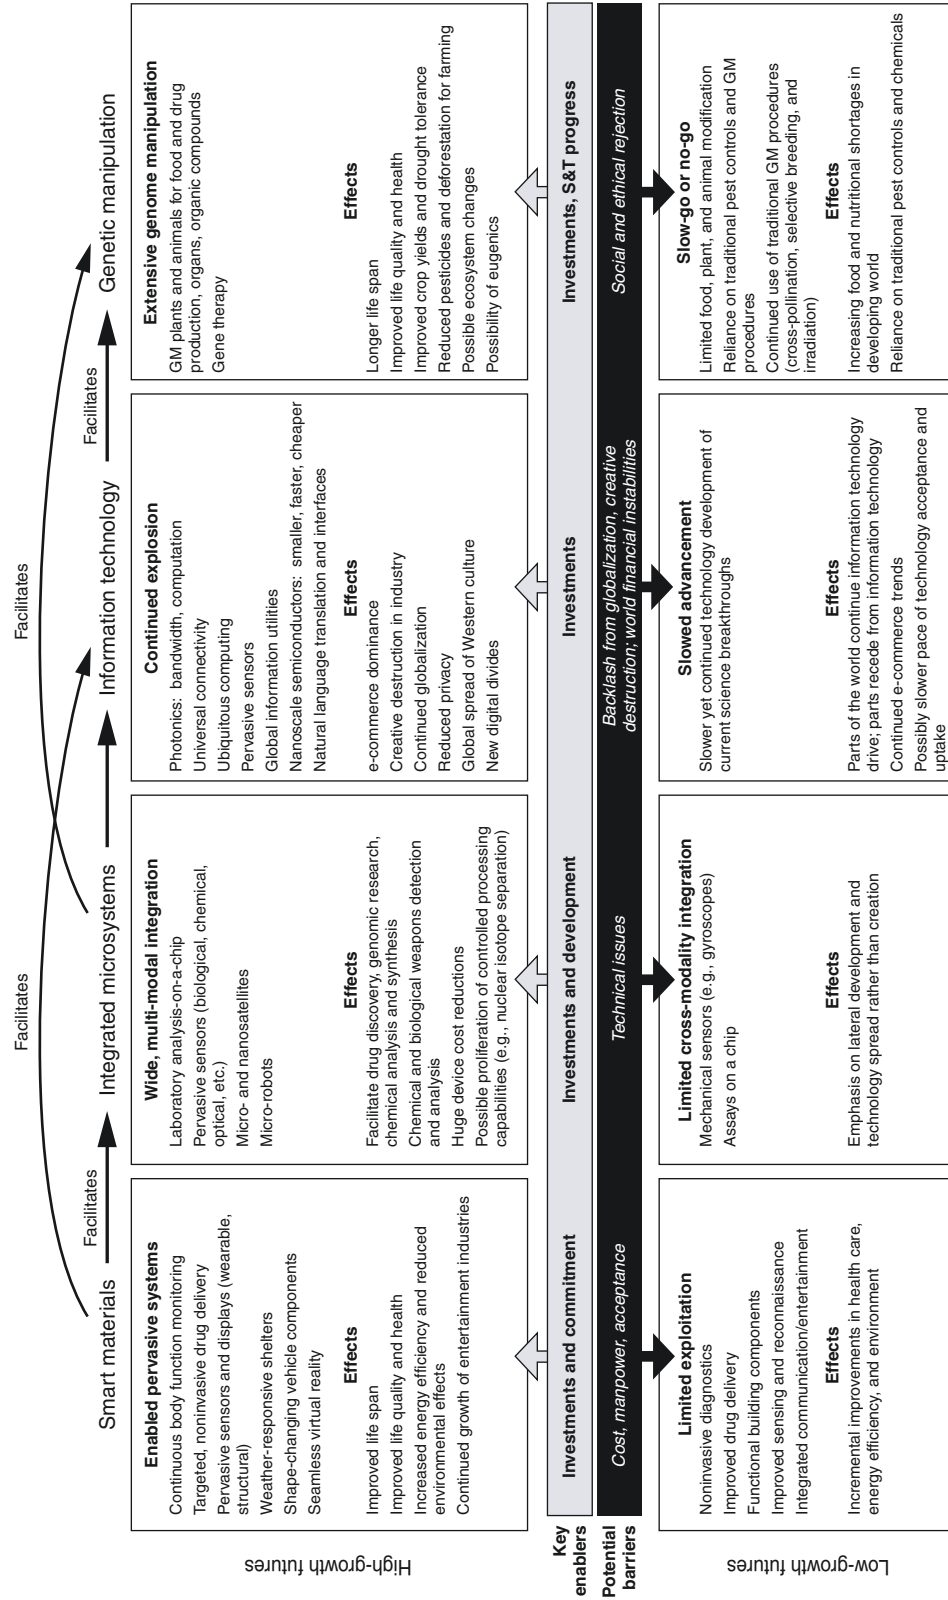 Facilitates
Facilitates
Facilitates
Facilitates
Smart materials
Integrated microsystems
Information technology
Genetic manipulation
High-growth futures
Enabled pervasive systems
Continuous body function monitoring
Targeted, noninvasive drug delivery
Pervasive sensors and displays (wearable,
structural)
Weather-responsive shelters
Shape-changing vehicle components
Seamless virtual reality
Effects
Improved life span
Improved life quality and health
Increased energy efficiency and reduced
environmental effects
Continued growth of entertainment industries
Wide, multi-modal integration
Laboratory analysis-on-a-chip
Pervasive sensors (biological, chemical,
optical, etc.)
Micro- and nanosatellites
Micro-robots
Effects
Facilitate drug discovery, genomic research,
chemical analysis and synthesis
Chemical and biological weapons detection
and analysis
Huge device cost reductions
Possible proliferation of controlled processing
capabilities (e.g., nuclear isotope separation)
Continued explosion
Photonics: bandwidth, computation
Universal connectivity
Ubiquitous computing
Pervasive sensors
Global information utilities
Nanoscale semiconductors: smaller, faster, cheaper
Natural language translation and interfaces
Effects
e-commerce dominance
Creative destruction in industry
Continued globalization
Reduced privacy
Global spread of Western culture
New digital divides
Extensive genome manipulation
GM plants and animals for food and drug
production, organs, organic compounds
Gene therapy
Effects
Longer life span
Improved life quality and health
Improved crop yields and drought tolerance
Reduced pesticides and deforestation for farming
Possible ecosystem changes
Possibility of eugenics
Key
enablers
Investments and commitment
Investments and development
Investments
Investments, S&T progress
Potential
barriers
Cost, manpower, acceptance
Technical issues
Backlash from globalization, creative
destruction; world financial instabilities
Social and ethical rejection
Low-growth futures
Limited exploitation
Noninvasive diagnostics
Improved drug delivery
Functional building components
Improved sensing and reconnaissance
Integrated communication/entertainment
Effects
Incremental improvements in health care,
energy efficiency, and environment
Limited cross-modality integration
Mechanical sensors (e.g., gyroscopes)
Assays on a chip
Effects
Emphasis on lateral development and
technology spread rather than creation
Slowed advancement
Slower yet continued technology development of
current science breakthroughs
Effects
Parts of the world continue information technology
drive; parts recede from information technology
Continued e-commerce trends
Possibly slower pace of technology acceptance and
uptake
Slow-go or no-go
Limited food, plant, and animal modification
Reliance on traditional pest controls and GM
procedures
Continued use of traditional GM procedures
(cross-pollination, selective breeding, and
irradiation)
Effects
Increasing food and nutritional shortages in
developing world
Reliance on traditional pest controls and chemicals